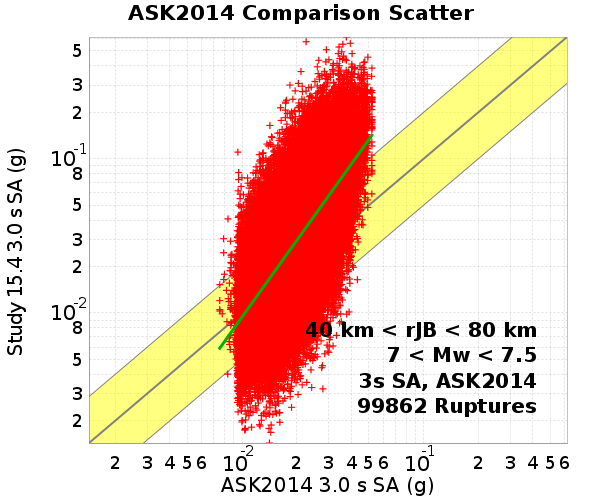 ASK2014 Comparison Scatter
Study 15.4 3.0 s SA (g)
5
3
2
10-1
8
5
3
2
10-2
8
5
3
2
40 km < rJB < 80 km
7 < Mw < 7.5
3s SA, ASK2014
99862 Ruptures
2 3 4 5 6 10-2 2 3 4 5 6 10-1 2 3 4 5 6
ASK2014 3.0 s SA (g)